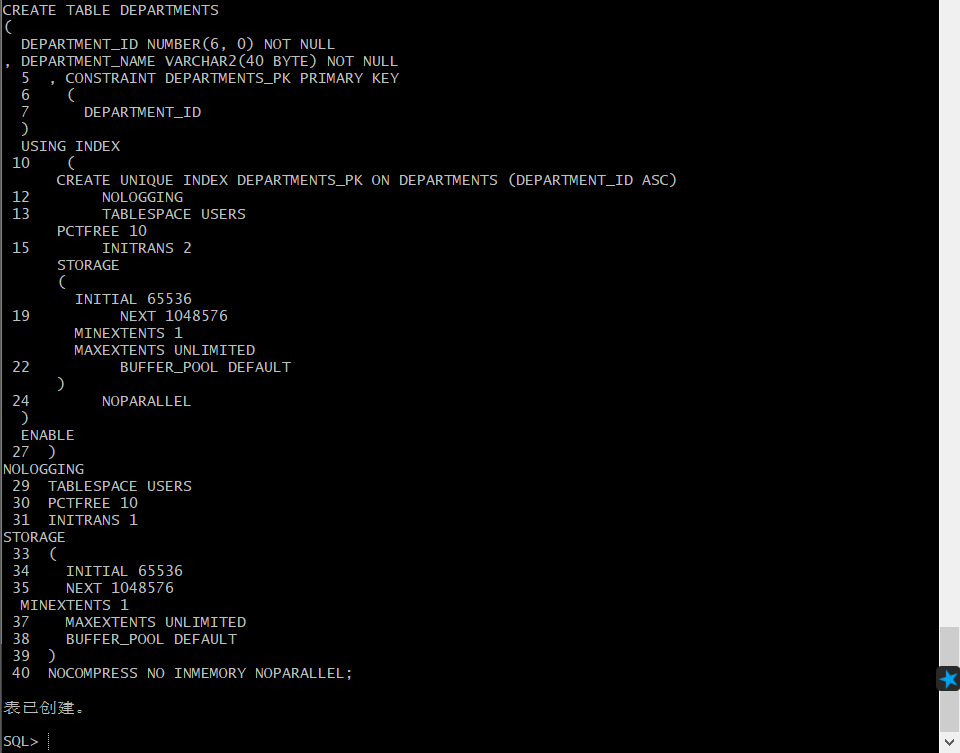 CREATE TABLE DEPARTMENTS
(
  DEPARTMENT_ID NUMBER(6, 0) NOT NULL
, DEPARTMENT_NAME VARCHAR2(40 BYTE) NOT NULL
  5  , CONSTRAINT DEPARTMENTS_PK PRIMARY KEY
  6    (
  7      DEPARTMENT_ID
  )
  USING INDEX
 10    (
      CREATE UNIQUE INDEX DEPARTMENTS_PK ON DEPARTMENTS (DEPARTMENT_ID ASC)
 12        NOLOGGING
 13        TABLESPACE USERS
      PCTFREE 10
 15        INITRANS 2
      STORAGE
      (
        INITIAL 65536
 19          NEXT 1048576
        MINEXTENTS 1
        MAXEXTENTS UNLIMITED
 22          BUFFER_POOL DEFAULT
      )
 24        NOPARALLEL
  )
  ENABLE
 27  )
NOLOGGING
 29  TABLESPACE USERS
 30  PCTFREE 10
 31  INITRANS 1
STORAGE
 33  (
 34    INITIAL 65536
 35    NEXT 1048576
  MINEXTENTS 1
 37    MAXEXTENTS UNLIMITED
 38    BUFFER_POOL DEFAULT
 39  )
 40  NOCOMPRESS NO INMEMORY NOPARALLEL;
表已创建。
SQL>